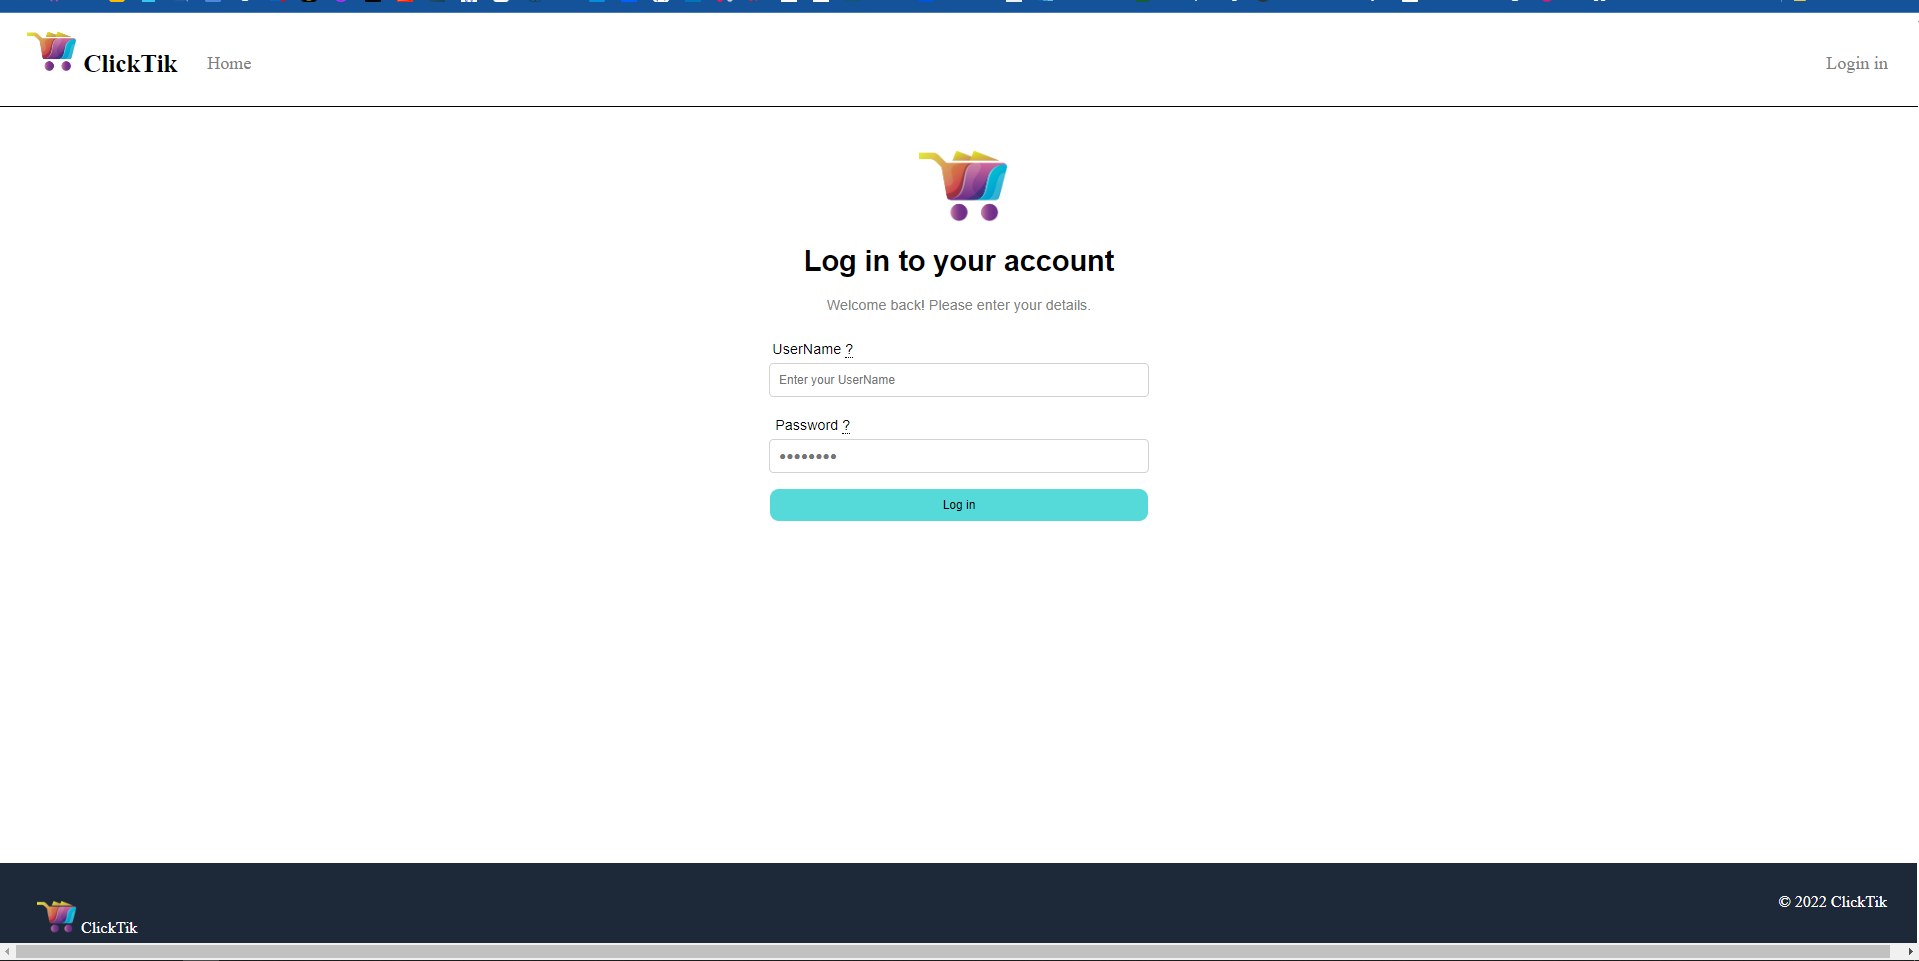 ClickTik
Home
Login in
Log in to your account
Welcome back! Please enter your details.
UserName ?
Enter your UserName
Password ?
••••••••
Log in
ClickTik
© 2022 ClickTik